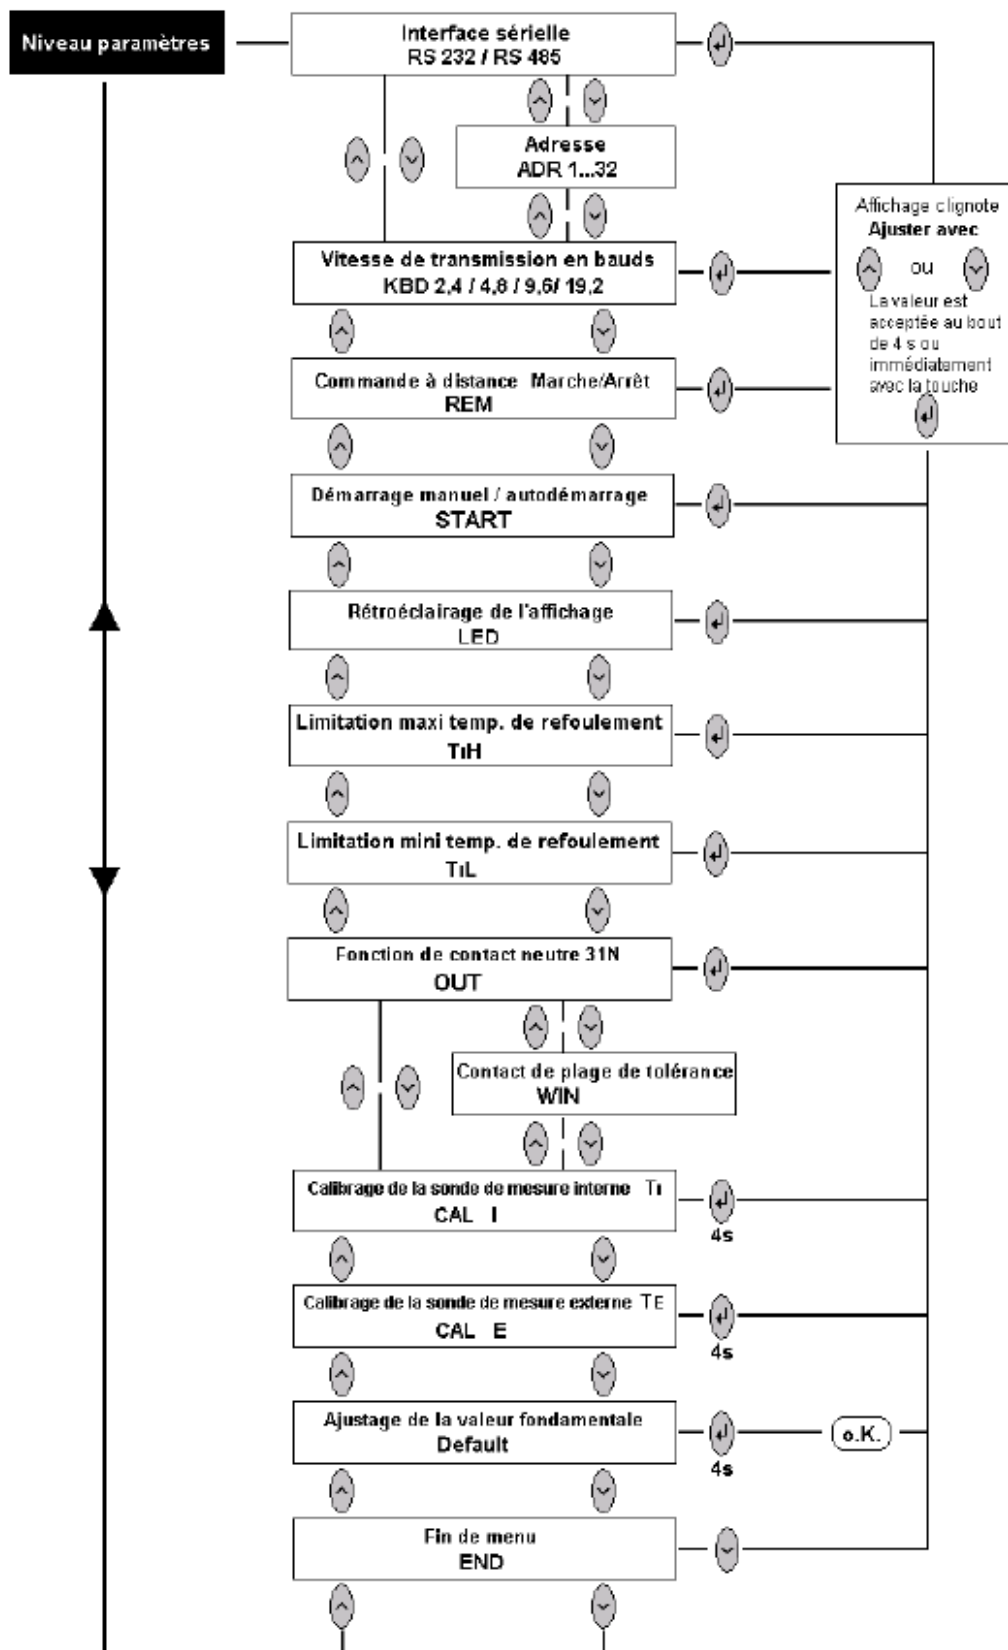 Niveau paramètres
Interface sérielle
RS 232 / RS 485
Adresse
ADR 1...32
Vitesse de transmission en bauds
KBD 2,4 / 4,8 / 9,6/ 19,2
Affichage clignote
Ajuster avec
ou
La valeur est
acceptée au bout
de 4 s ou
immédiatement
avec la touche
Commande à distance Marche/Arrêt
REM
Démarrage manuel / autodémarrage
START
Rétroéclairage de l'affichage
LED
Limitation maxi temp. de refoulement
TiH
Limitation mini temp. de refoulement
TiL
Fonction de contact neutre 31N
OUT
Contact de plage de tolérance
WIN
Calibrage de la sonde de mesure interne Ti
CAL I
4s
Calibrage de la sonde de mesure externe TE
CAL E
4s
Ajustage de la valeur fondamentale
Default
4s
o.K.
Fin de menu
END